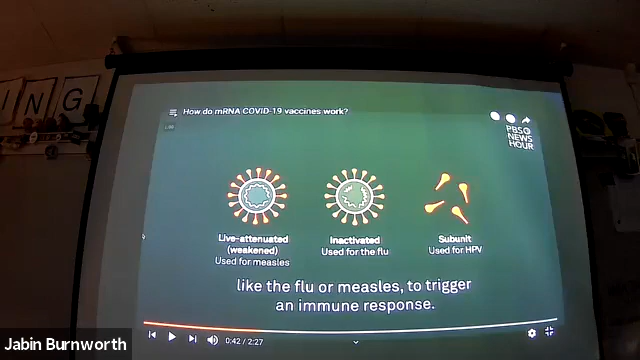 ING
How do mRNA COVID-19 vaccines work?
PBS
NEWS
HOUR
Live-attenuated
(weakened)
Used for measles
Inactivated
Used for the flu
Subunit
Used for HPV
like the flu or measles, to trigger
an immune response.
0:42 / 2:27
Jabin Burnworth